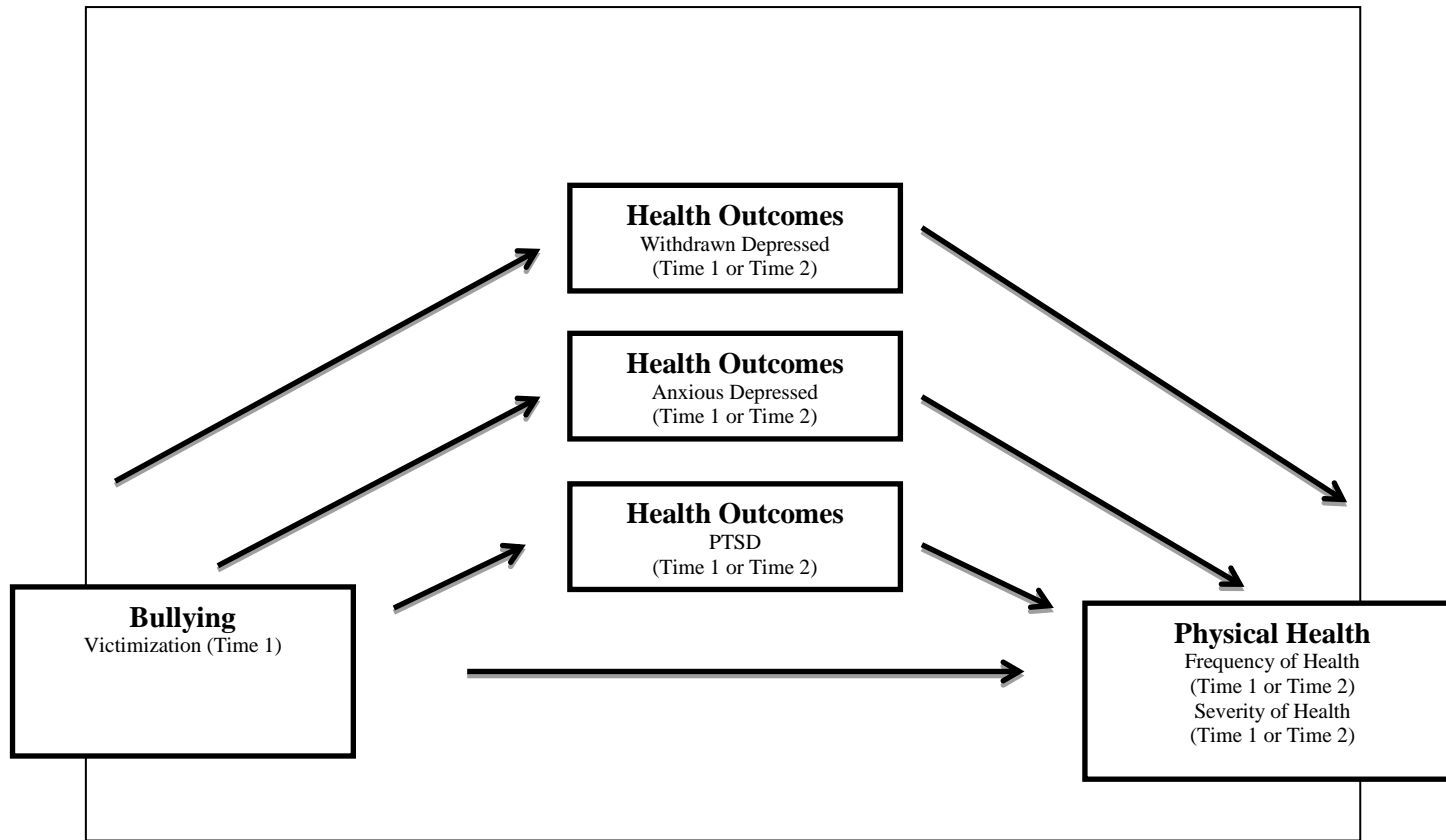 Health Outcomes
Withdrawn Depressed
(Time 1 or Time 2)
Health Outcomes
Anxious Depressed
(Time 1 or Time 2)
Health Outcomes
PTSD
(Time 1 or Time 2)
Bullying
Victimization (Time 1)
Physical Health
Frequency of Health
(Time 1 or Time 2)
Severity of Health
(Time 1 or Time 2)